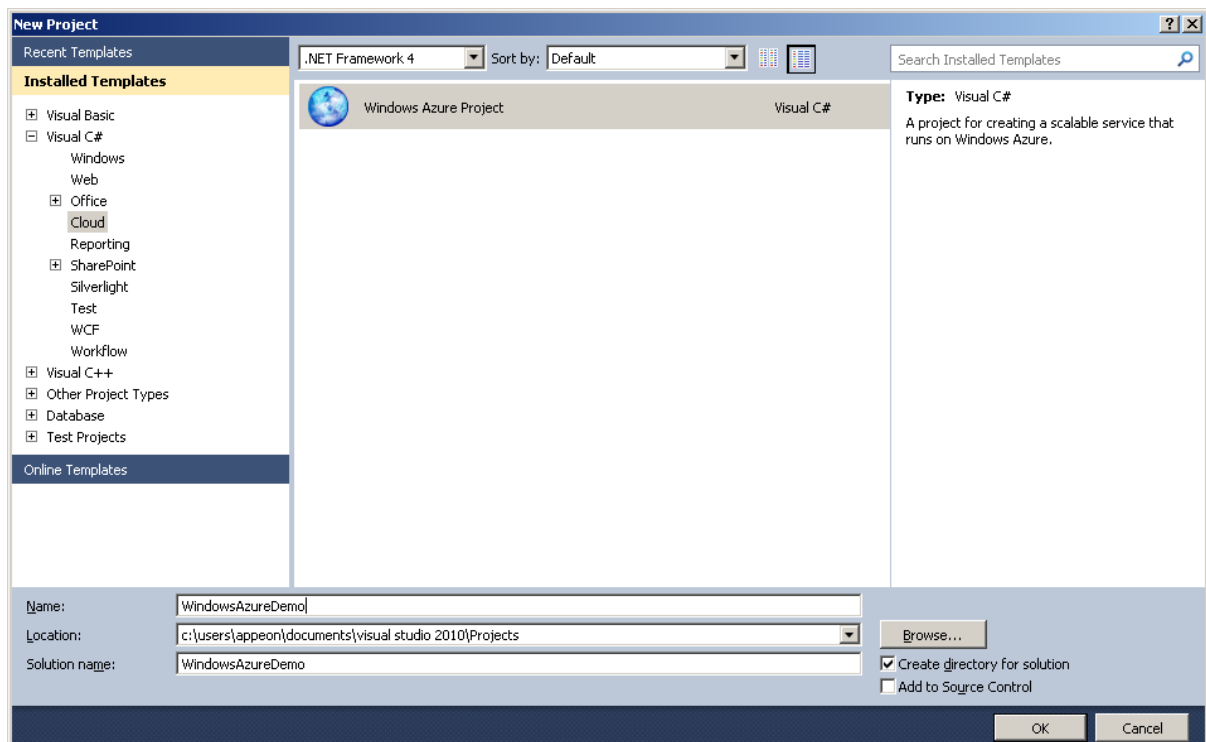 New Project
Recent Templates
Installed Templates
Visual Basic
Visual C#
Windows
Web
Office
Cloud
Reporting
SharePoint
Silverlight
Test
WCF
Workflow
Visual C++
Other Project Types
Database
Test Projects
Online Templates
.NET Framework 4 Sort by: Default
Windows Azure Project Visual C#
Search Installed Templates
Type: Visual C#
A project for creating a scalable service that
runs on Windows Azure.
Name: WindowsAzureDemo
Location: c:\users\appeon\documents\visual studio 2010\Projects Browse...
Solution name: WindowsAzureDemo Create directory for solution
Add to Source Control
OK Cancel